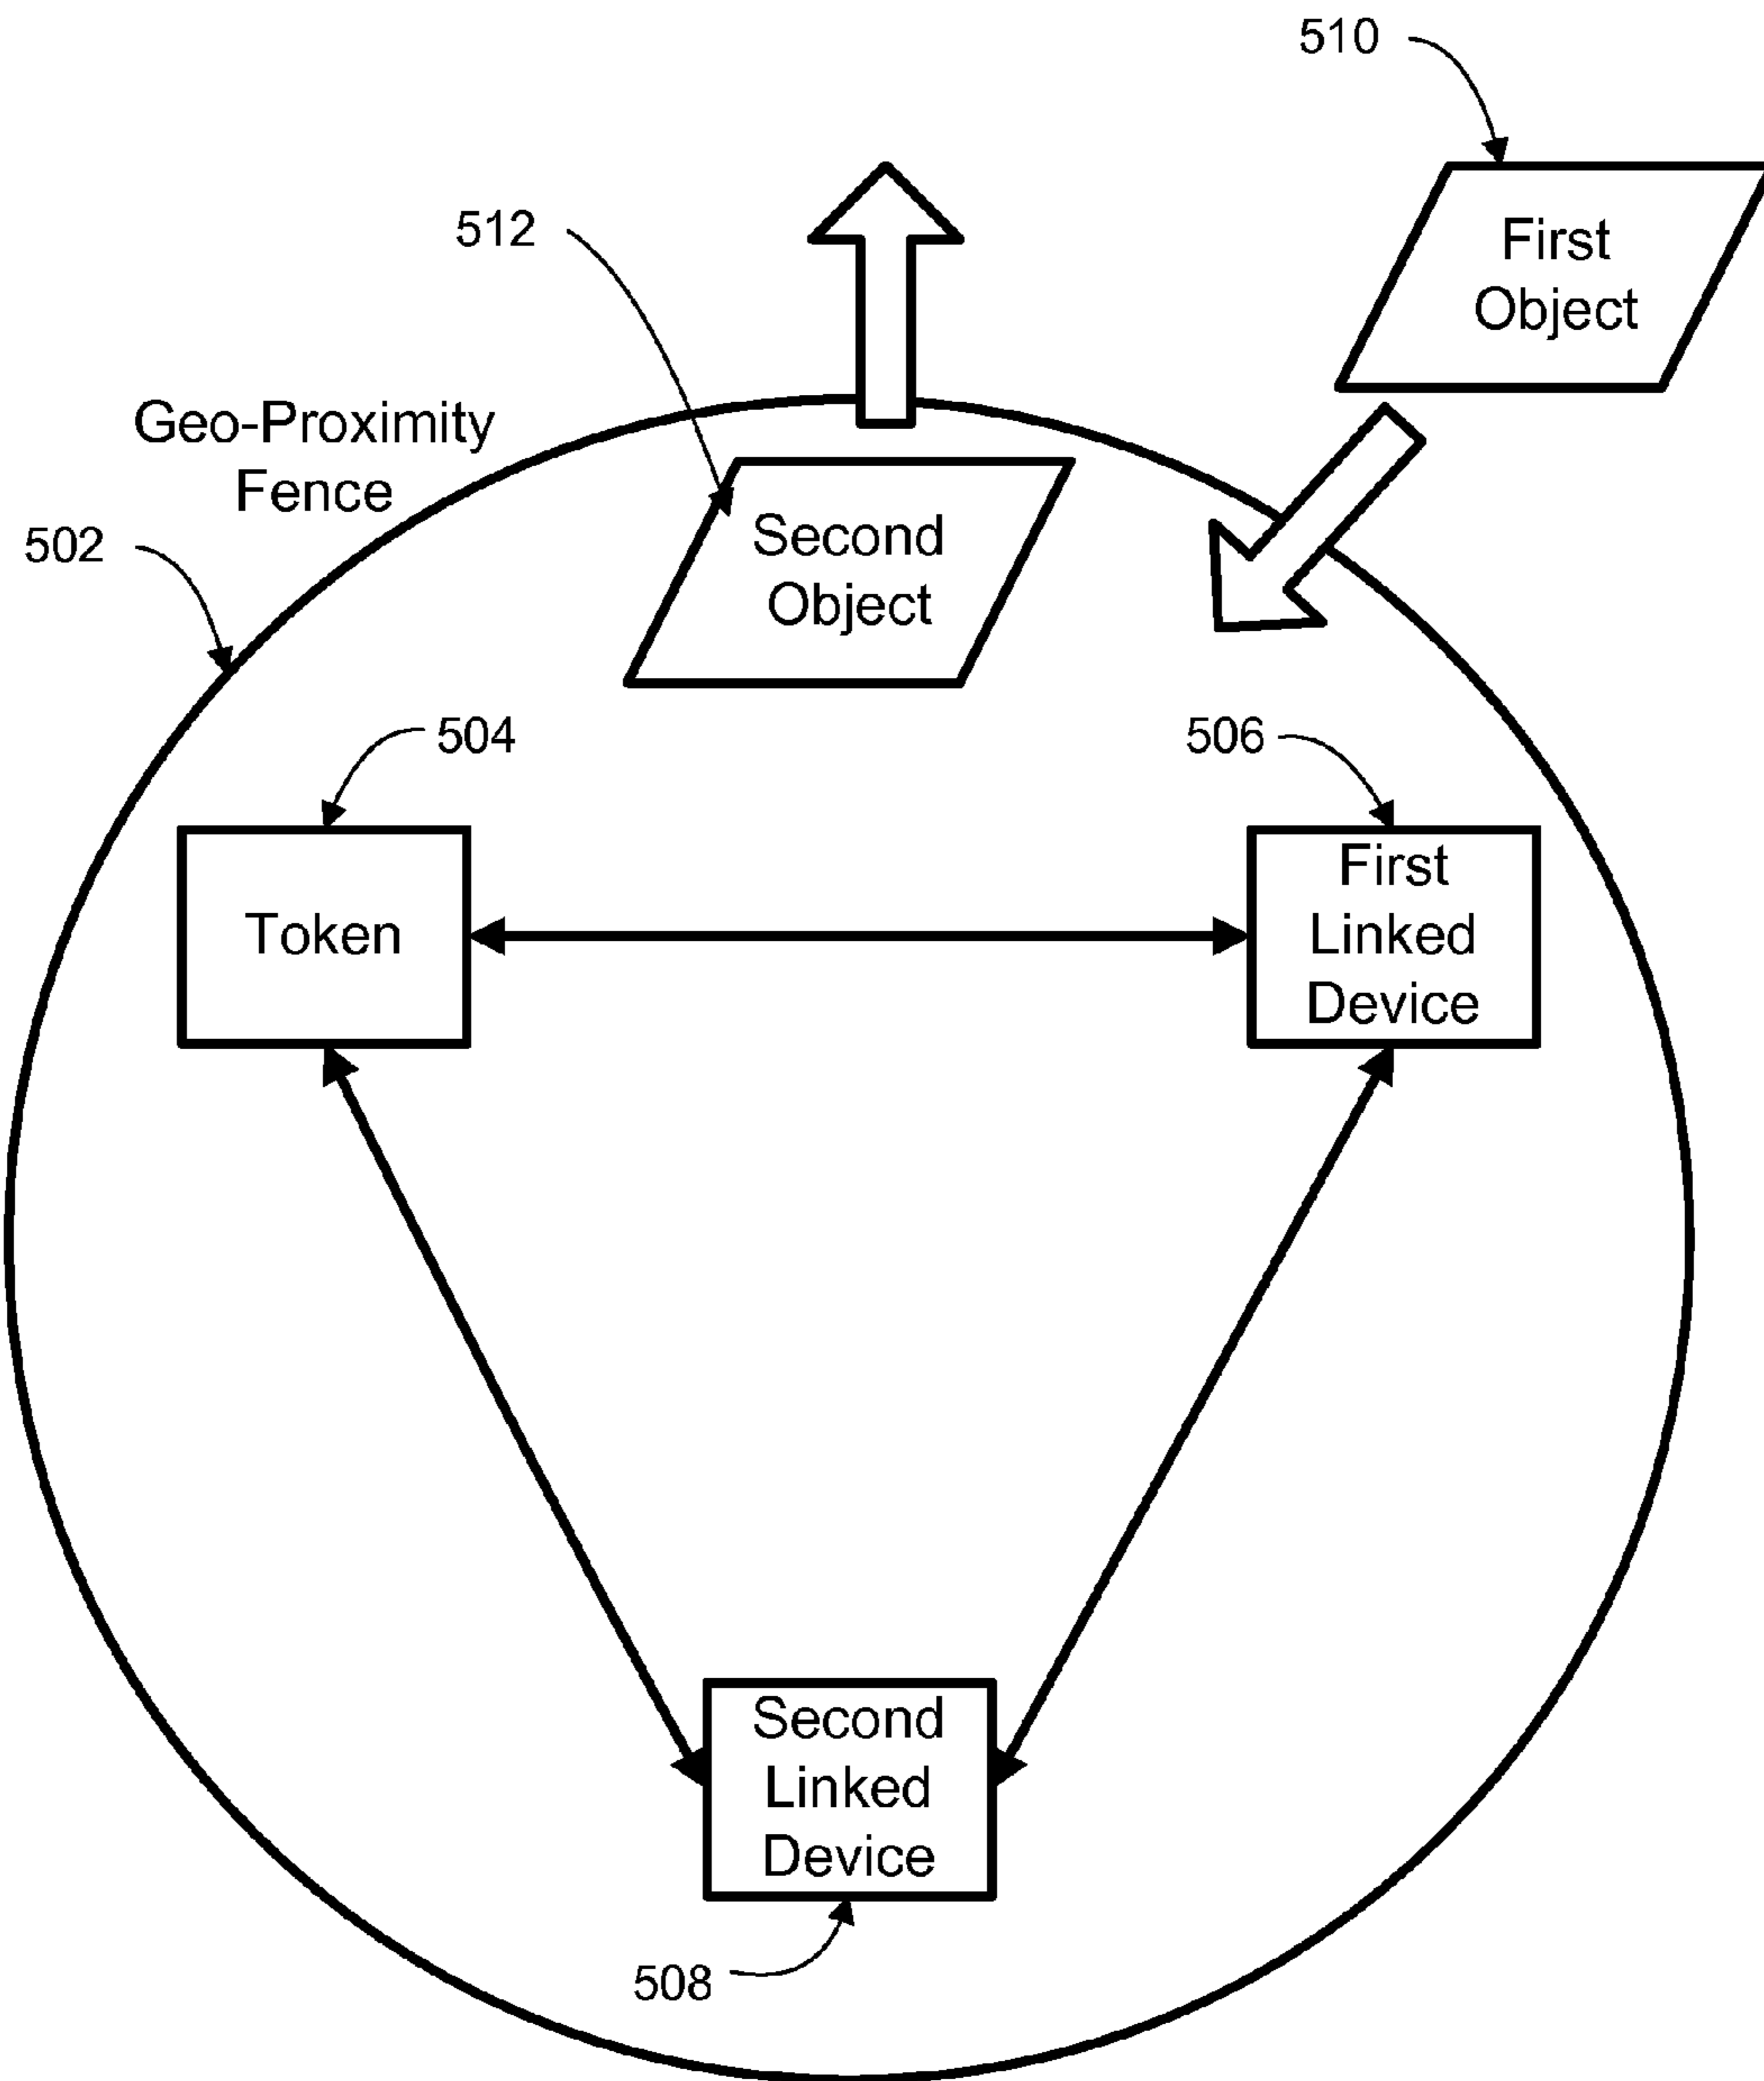 510
First
Object
512
Geo-Proximity
Fence
502
Second
Object
504
506
Token
First
Linked
Device
Second
Linked
Device
508